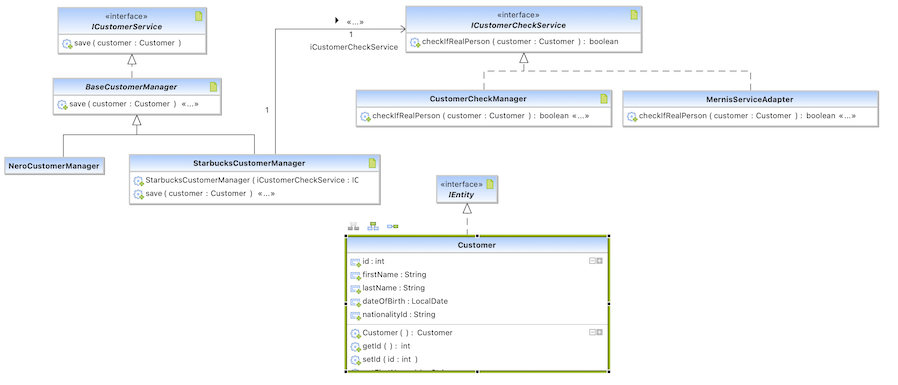 «interface»
ICustomerService
save ( customer : Customer )
BaseCustomerManager
save ( customer : Customer ) «...»
NeroCustomerManager
StarbucksCustomerManager
StarbucksCustomerManager ( iCustomerCheckService : IC
save ( customer : Customer ) «...»
«...»
1
iCustomerCheckService
1
«interface»
ICustomerCheckService
checkIfRealPerson ( customer : Customer ) : boolean
CustomerCheckManager
checkIfRealPerson ( customer : Customer ) : boolean «...»
MernisServiceAdapter
checkIfRealPerson ( customer : Customer ) : boolean «...»
«interface»
IEntity
Customer
id : int
firstName : String
lastName : String
dateOfBirth : LocalDate
nationalityId : String
Customer ( ) : Customer
getId ( ) : int
setId ( id : int )